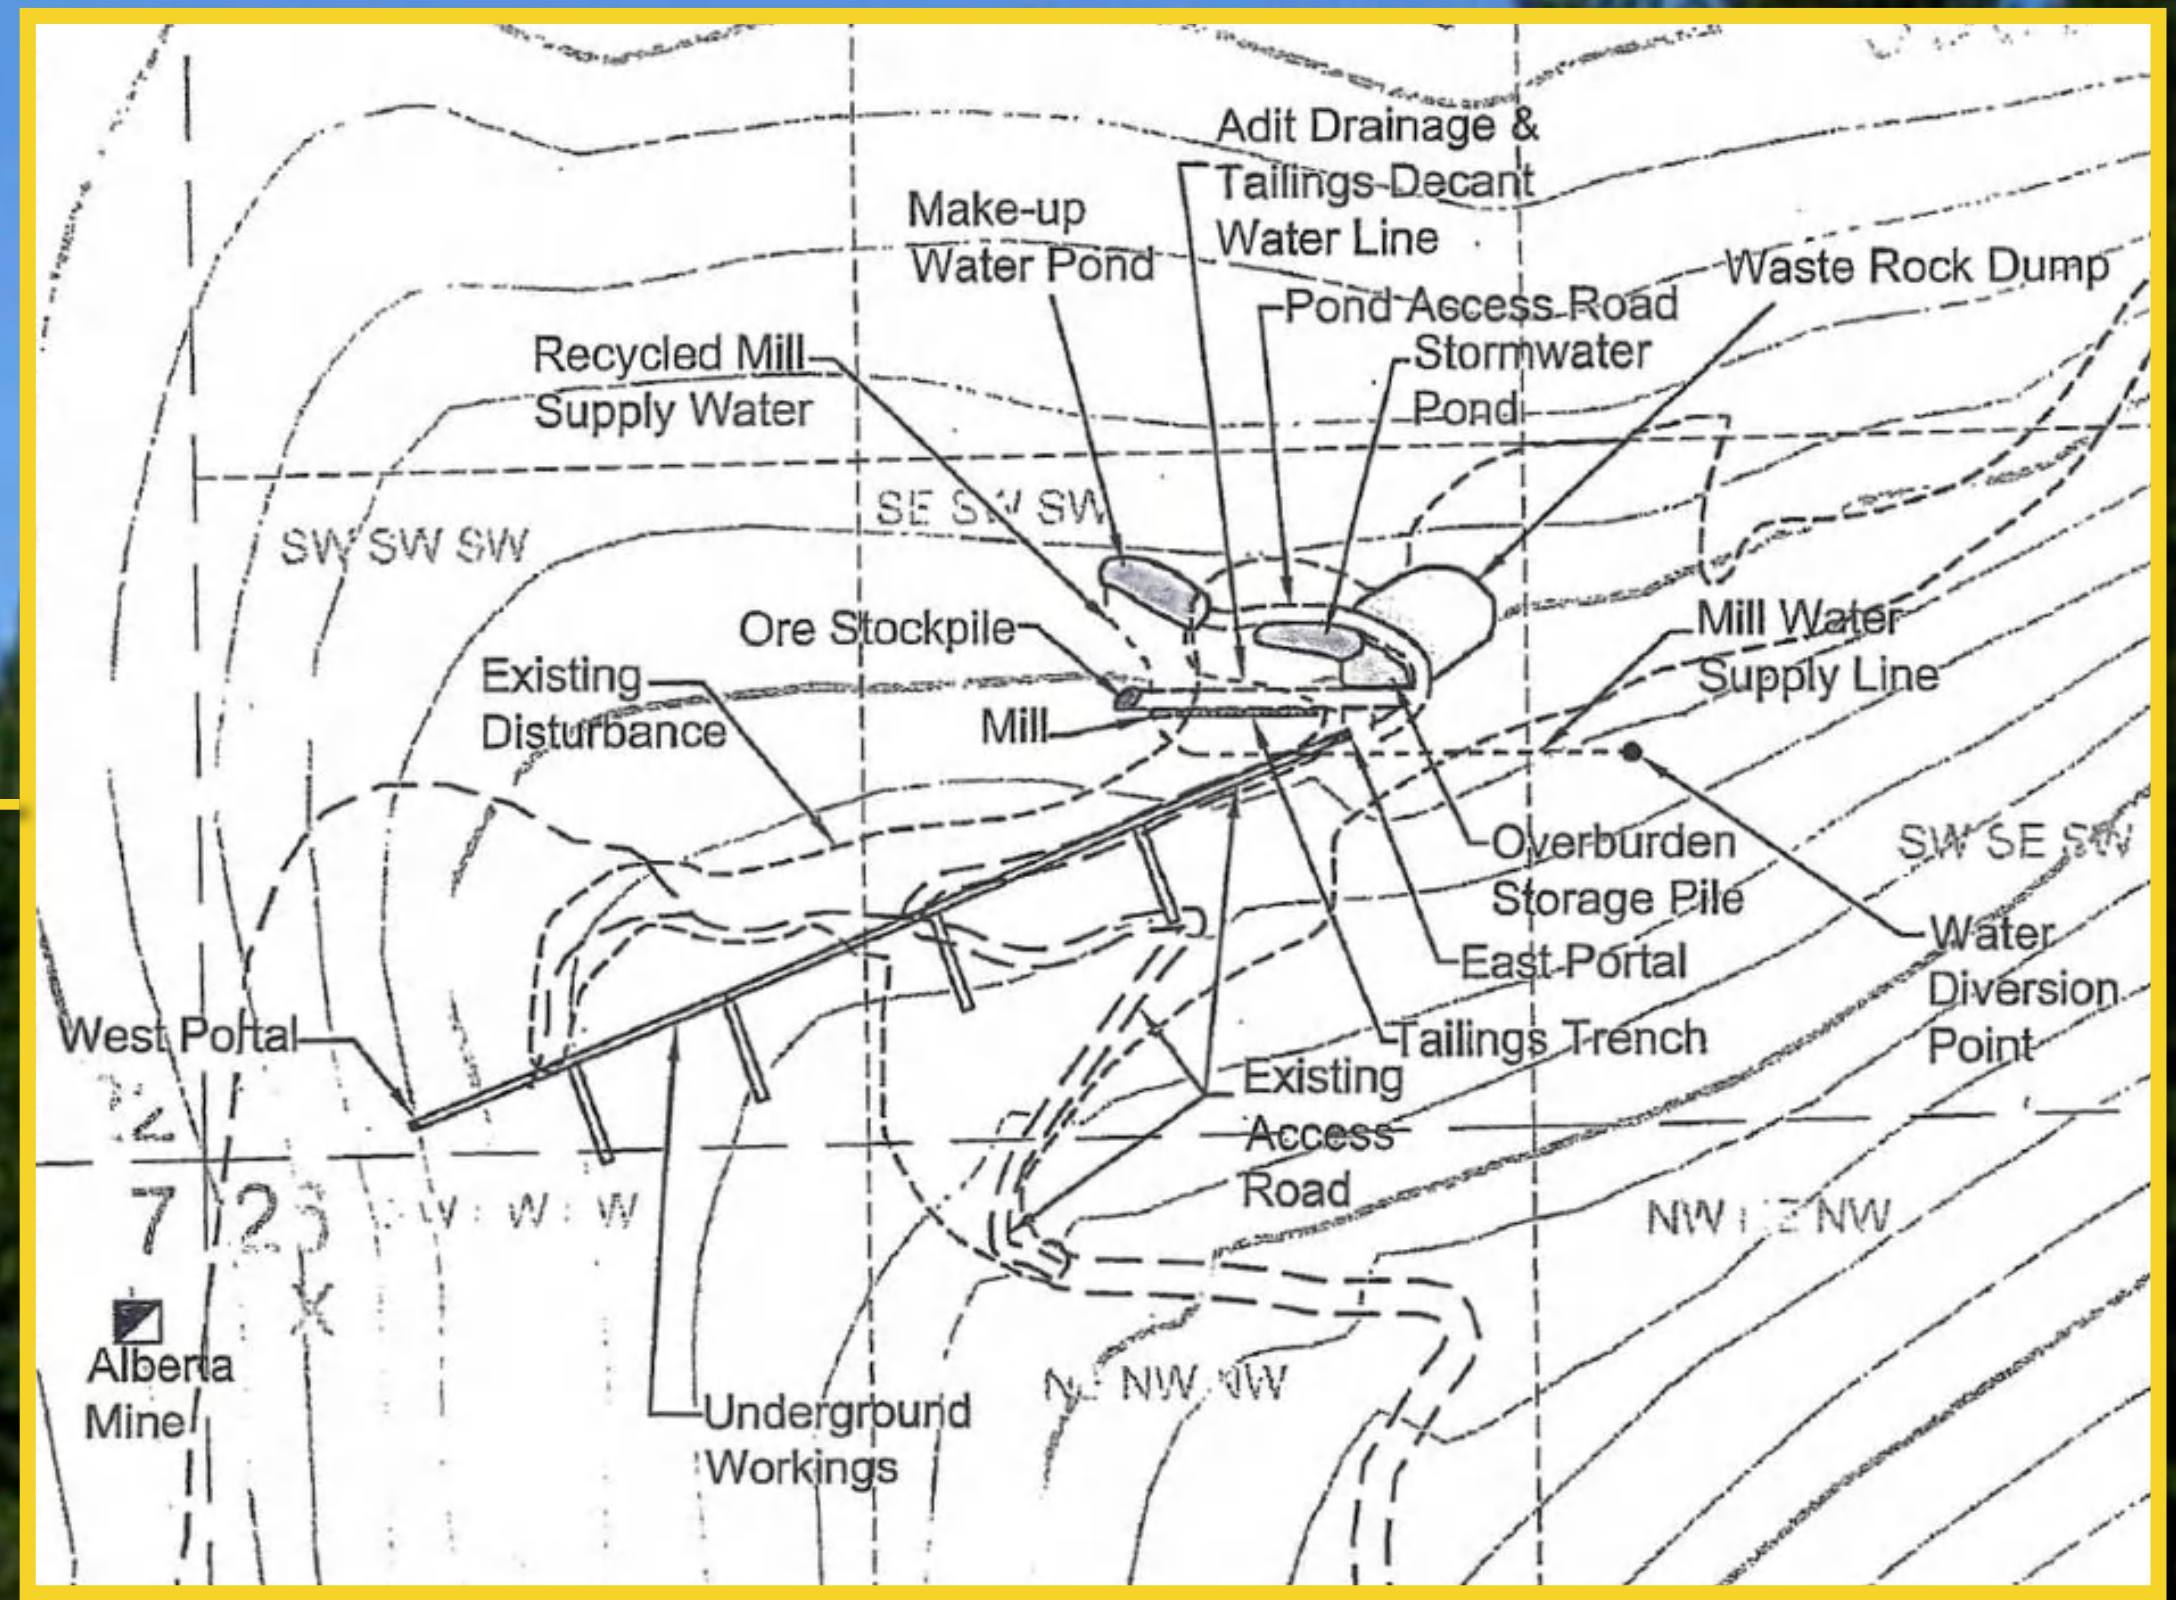 Adit Drainage &
Tailings Decant
Water Line
Make-up
Water Pond
Waste Rock Dump
Pond Access Road
Stormwater
Pond
Recycled Mill
Supply Water
SE SW SW
SW SW SW
Ore Stockpile
Mill Water
Supply Line
Existing
Disturbance
Mill
Overburden
Storage Pile
SW SE SW
East Portal
Water
Diversion
Point
West Portal
Tailings Trench
Existing
Access
Road
7
NW NW
Alberta
Mine
NW NW
Underground
Workings